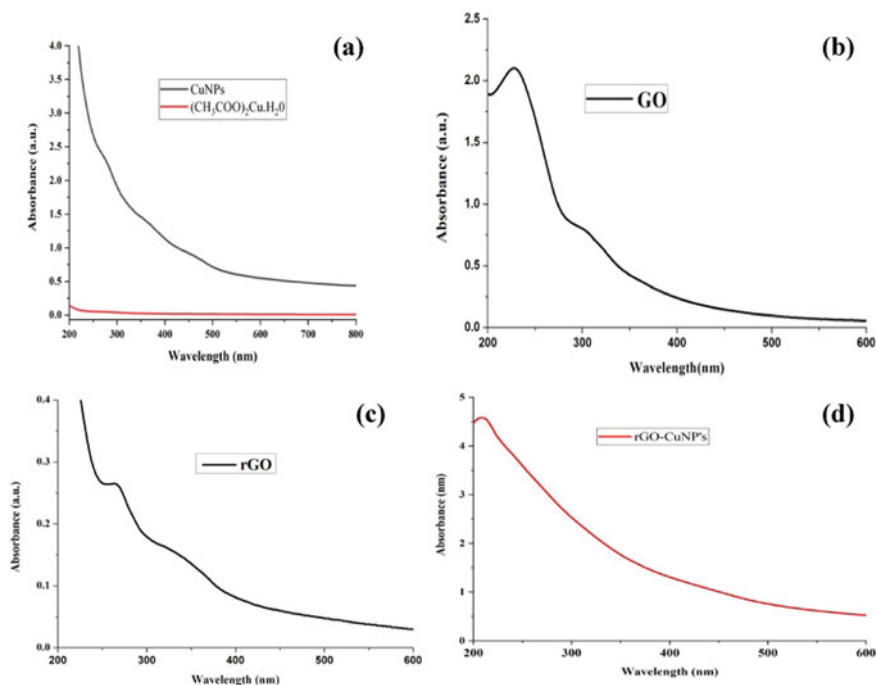 (a)
CuNPs
(CH3COO)2Cu.H20
4.0
3.5
3.0
2.5
2.0
1.5
1.0
0.5
0.0
Absorbance (a.u.)
200 300 400 500 600 700 800
Wavelength (nm)
(b)
GO
2.5
2.0
1.5
1.0
0.5
0.0
Absorbance (a.u.)
200 300 400 500 600
Wavelength(nm)
(c)
rGO
0.4
0.3
0.2
0.1
0.0
Absorbance (a.u.)
200 300 400 500 600
Wavelength (nm)
(d)
rGO-CuNP's
5
4
3
2
1
0
Absorbance (nm)
200 300 400 500 600
Wavelength (nm)